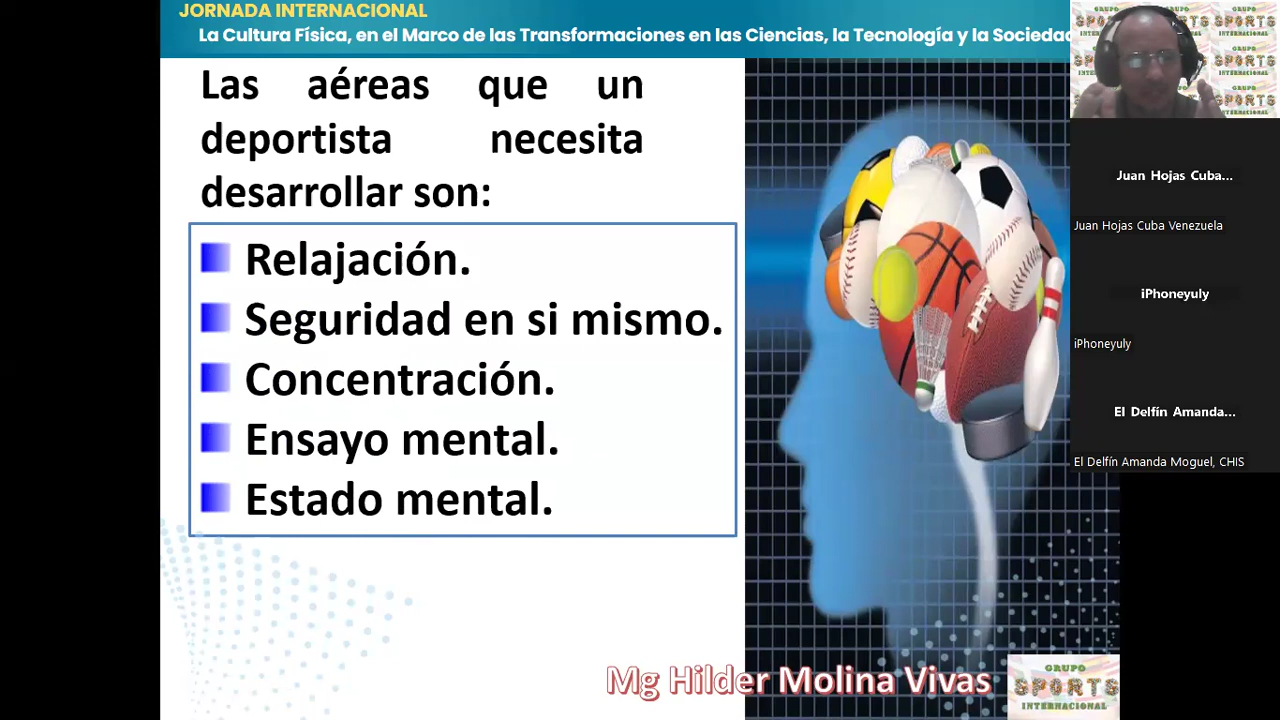 JORNADA INTERNACIONAL
La Cultura Física, en el Marco de las Transformaciones en las Ciencias, la Tecnología y la Sociedad
Las aéreas que un
deportista necesita
desarrollar son:
Relajación.
Seguridad en si mismo.
Concentración.
Ensayo mental.
Estado mental.
Mg Hilder Molina Vivas
GRUPO
SPORTS
INTERNACIONAL
Juan Hojas Cuba...
Juan Hojas Cuba Venezuela
iPhoneyuly
iPhoneyuly
El Delfín Amanda...
El Delfín Amanda Moguel, CHIS